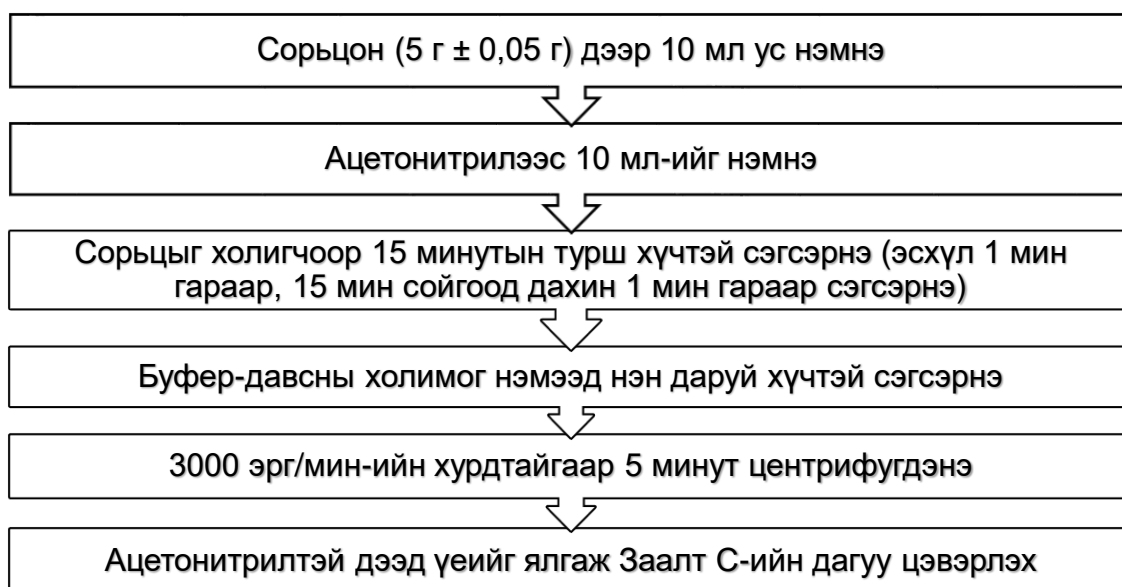 Сорьцон (5 г ± 0,05 г) дээр 10 мл ус нэмнэ
Ацетонитрилээс 10 мл-ийг нэмнэ
Сорьцыг холигчоор 15 минутын турш хүчтэй сэгсэрнэ (эсхүл 1 мин
гараар, 15 мин сойгоод дахин 1 мин гараар сэгсэрнэ)
Буфер-давсны холимог нэмээд нэн даруй хүчтэй сэгсэрнэ
3000 эрг/мин-ийн хурдтайгаар 5 минут центрифугдэнэ
Ацетонитрилтэй дээд үеийг ялгаж Заалт С-ийн дагуу цэвэрлэх